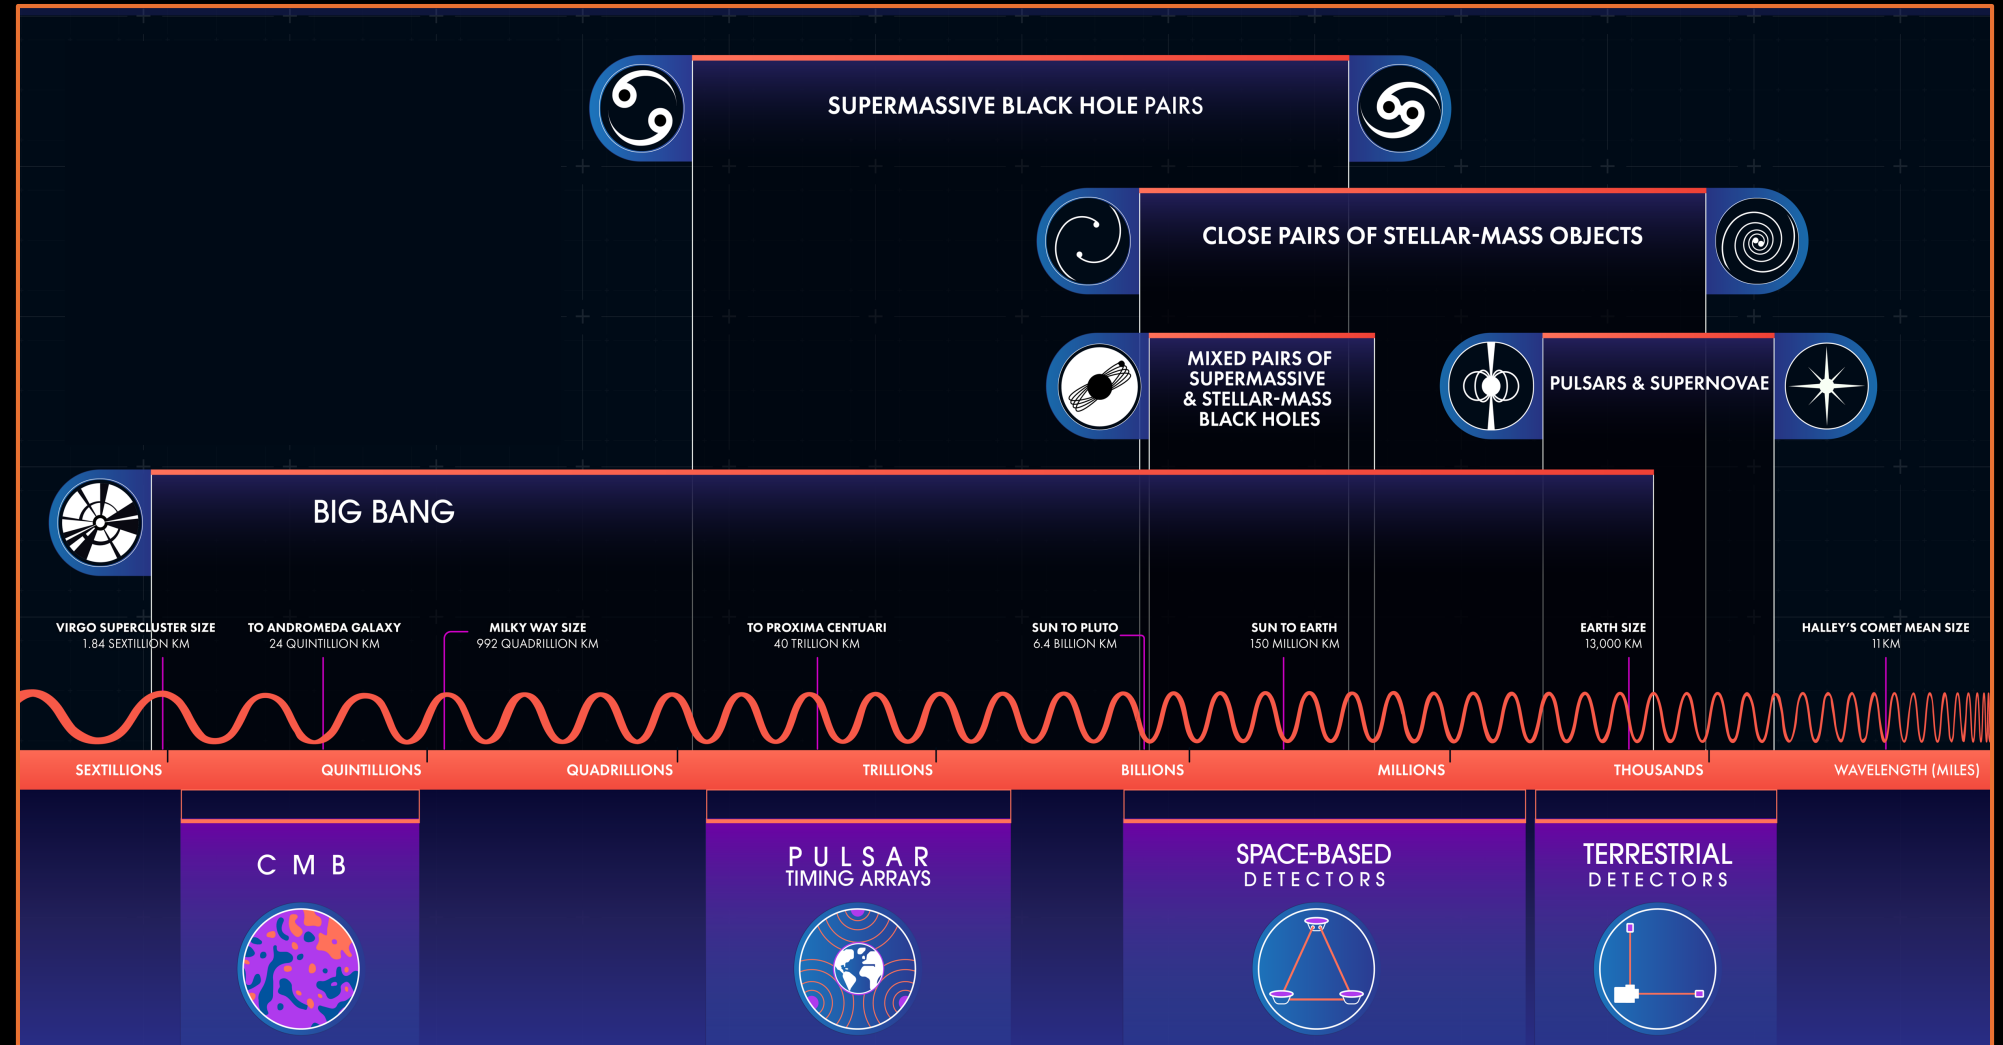 SUPERMASSIVE BLACK HOLE PAIRS
CLOSE PAIRS OF STELLAR-MASS OBJECTS
MIXED PAIRS OF
SUPERMASSIVE
& STELLAR-MASS
BLACK HOLES
PULSARS & SUPERNOVAE
BIG BANG
VIRGO SUPERCLUSTER SIZE
1.84 SEXTILLION KM
TO ANDROMEDA GALAXY
24 QUINTILLION KM
MILKY WAY SIZE
992 QUADRILLION KM
TO PROXIMA CENTUARI
40 TRILLION KM
SUN TO PLUTO
6.4 BILLION KM
SUN TO EARTH
150 MILLION KM
EARTH SIZE
13,000 KM
HALLEY'S COMET MEAN SIZE
11KM
SEXTILLIONS
QUINTILLIONS
QUADRILLIONS
TRILLIONS
BILLIONS
MILLIONS
THOUSANDS
WAVELENGTH (MILES)
CMB
PULSAR
TIMING ARRAYS
SPACE-BASED
DETECTORS
TERRESTRIAL
DETECTORS